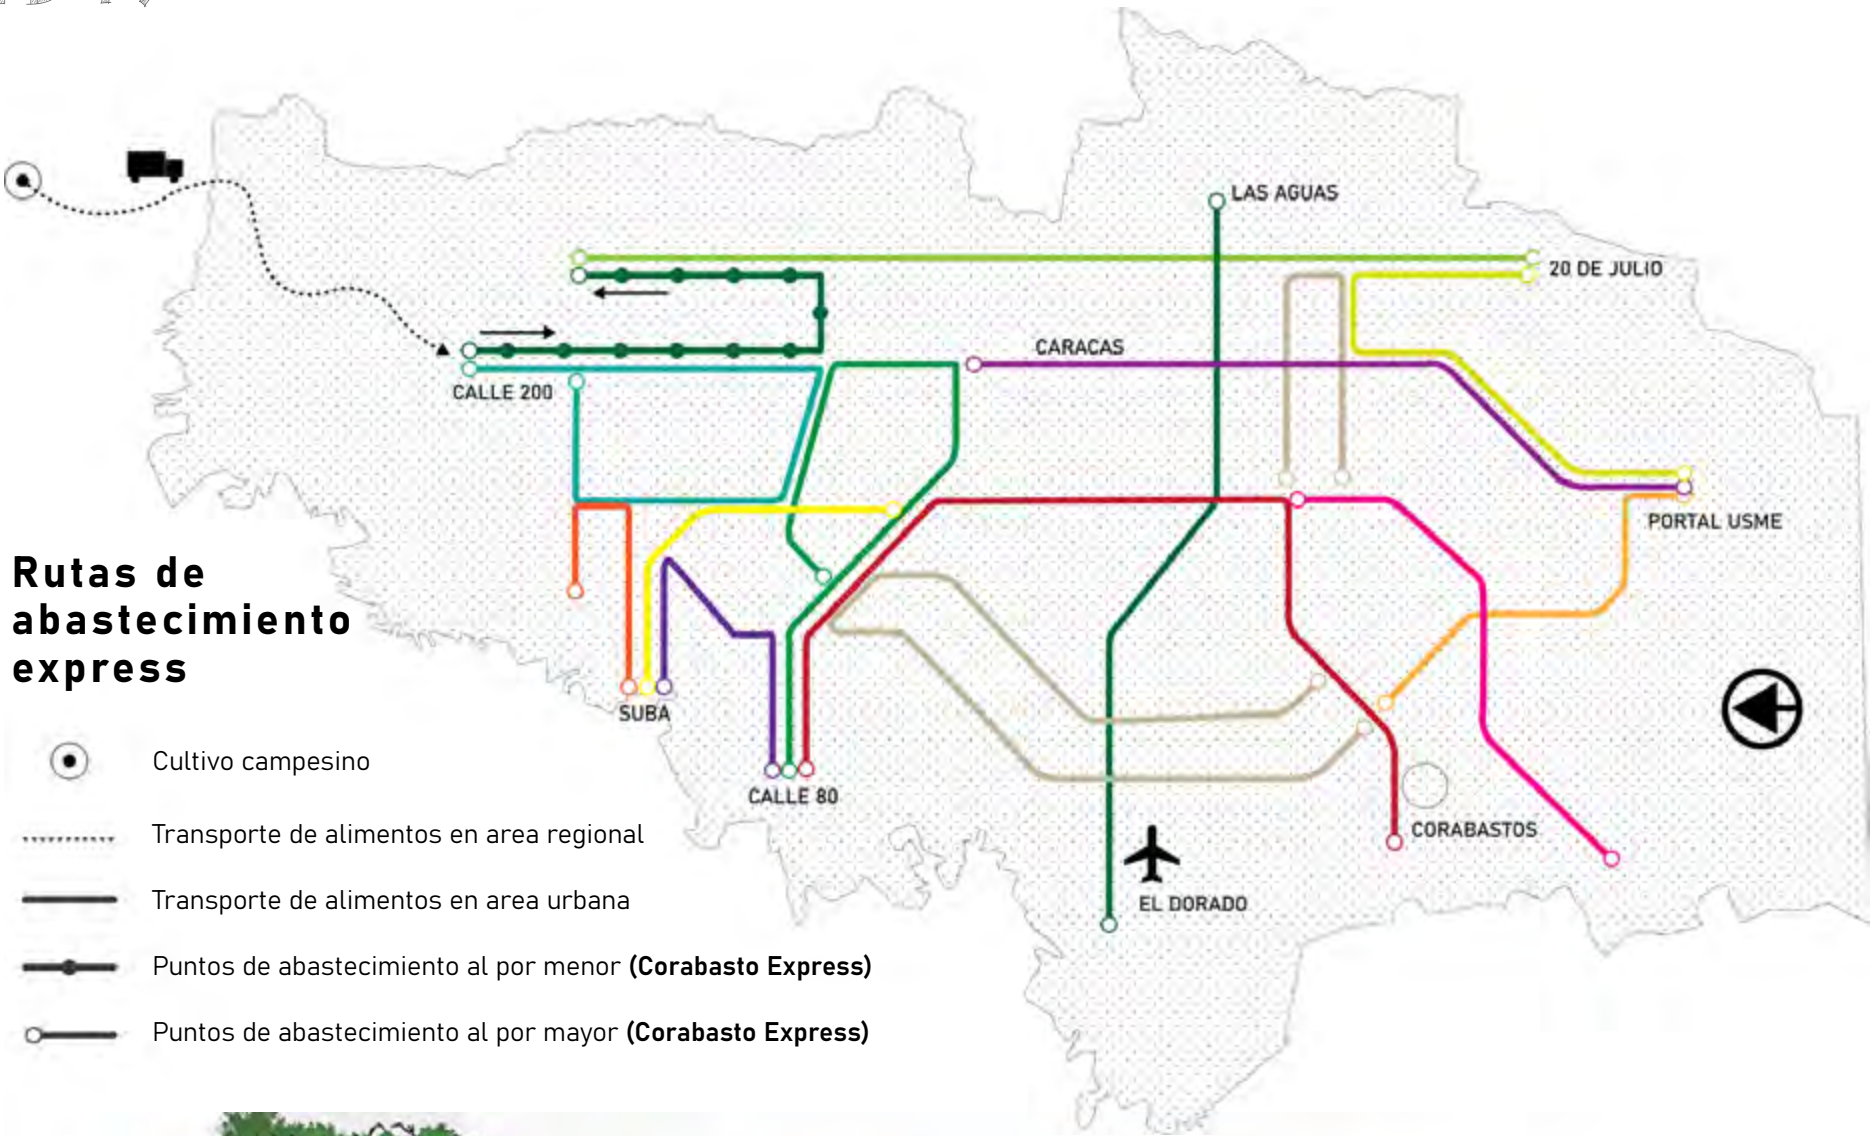 LAS AGUAS
20 DE JULIO
CARACAS
CALLE 200
PORTAL USME
Rutas de
abastecimiento
express
SUBA
Cultivo campesino
CALLE 80
Transporte de alimentos en area regional
CORABASTOS
Transporte de alimentos en area urbana
EL DORADO
Puntos de abastecimiento al por menor (Corabasto Express)
Puntos de abastecimiento al por mayor (Corabasto Express)